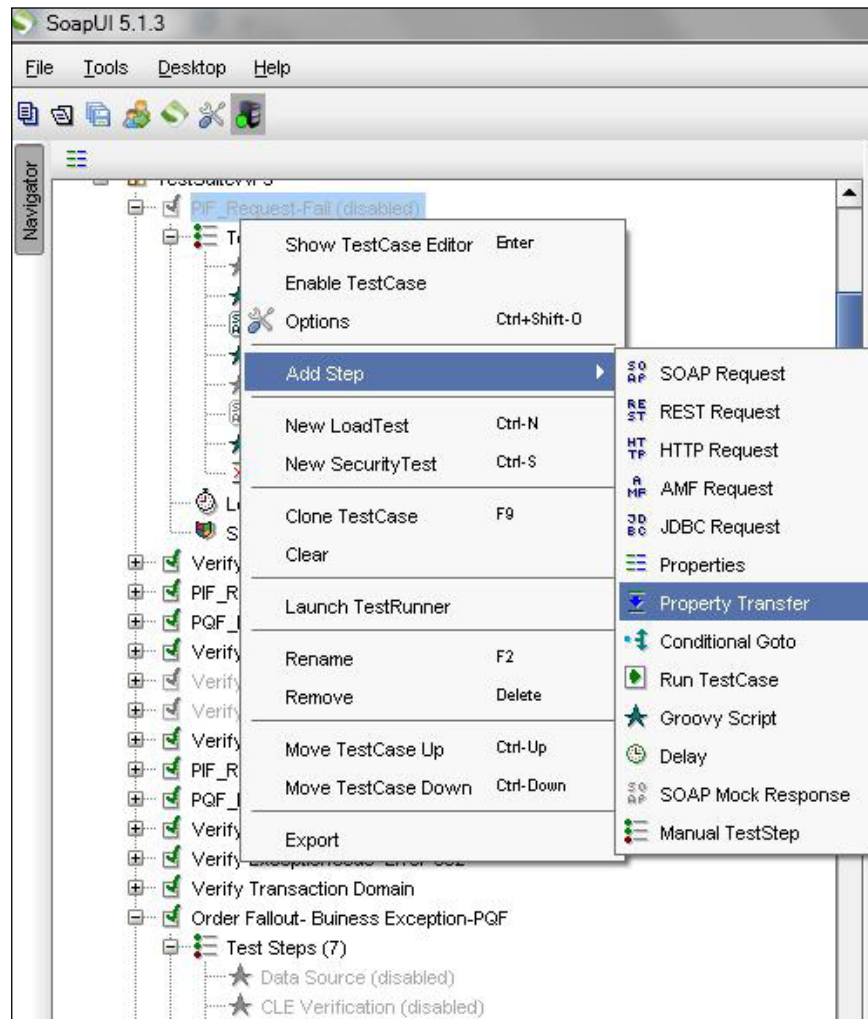 SoapUI 5.1.3
File Tools Desktop Help
Navigator
PIF_Request-Fail (disabled)
Show TestCase Editor Enter
Enable TestCase
Options Ctrl+Shift-O
Add Step
New LoadTest Ctrl-N
New SecurityTest Ctrl-S
Clone TestCase F9
Clear
Launch TestRunner
Rename F2
Remove Delete
Move TestCase Up Ctrl-Up
Move TestCase Down Ctrl-Down
Export
SOAP Request
REST Request
HTTP Request
AMF Request
JDBC Request
Properties
Property Transfer
Conditional Goto
Run TestCase
Groovy Script
Delay
SOAP Mock Response
Manual TestStep
Verify
PIF_R
PQF_
Verify
Verify
Verify
Verify
PIF_R
PQF_
Verify
Verify
Verify Transaction Domain
Order Fallout- Buiness Exception-PQF
Test Steps (7)
Data Source (disabled)
CLE Verification (disabled)